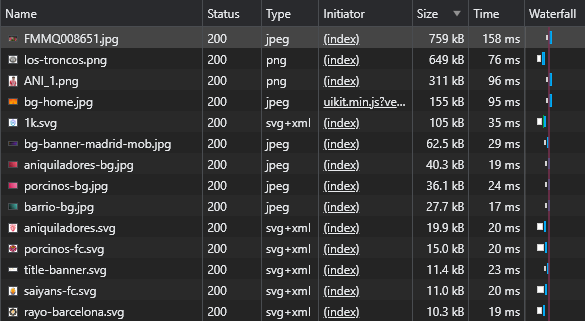 Name Status Type Initiator Size Time Waterfall
FMMQ008651.jpg 200 jpeg (index) 759 kB 158 ms
los-troncos.png 200 png (index) 649 kB 76 ms
ANI_1.png 200 png (index) 311 kB 96 ms
bg-home.jpg 200 jpeg uikit.min.js?ve... 155 kB 95 ms
1k.svg 200 svg+xml (index) 105 kB 35 ms
bg-banner-madrid-mob.jpg 200 jpeg (index) 62.5 kB 29 ms
aniquiladores-bg.jpg 200 jpeg (index) 40.3 kB 19 ms
porcinos-bg.jpg 200 jpeg (index) 36.1 kB 24 ms
barrio-bg.jpg 200 jpeg (index) 27.7 kB 17 ms
aniquiladores.svg 200 svg+xml (index) 19.9 kB 20 ms
porcinos-fc.svg 200 svg+xml (index) 15.0 kB 20 ms
title-banner.svg 200 svg+xml (index) 11.4 kB 23 ms
saiyans-fc.svg 200 svg+xml (index) 11.0 kB 20 ms
rayo-barcelona.svg 200 svg+xml (index) 10.3 kB 19 ms